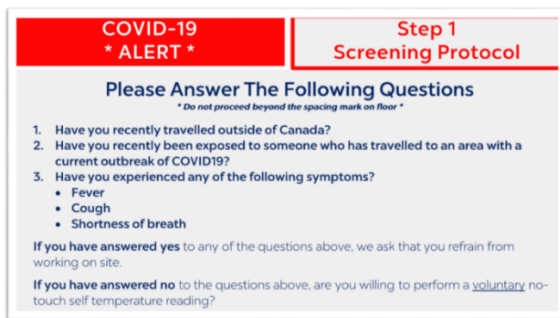 COVID-19
* ALERT *
Step 1
Screening Protocol
Please Answer The Following Questions
* Do not proceed beyond the spacing mark on floor *
1. Have you recently travelled outside of Canada?
2. Have you recently been exposed to someone who has travelled to an area with a
current outbreak of COVID19?
3. Have you experienced any of the following symptoms?
• Fever
• Cough
• Shortness of breath
If you have answered yes to any of the questions above, we ask that you refrain from
working on site.
If you have answered no to the questions above, are you willing to perform a voluntary no-
touch self temperature reading?